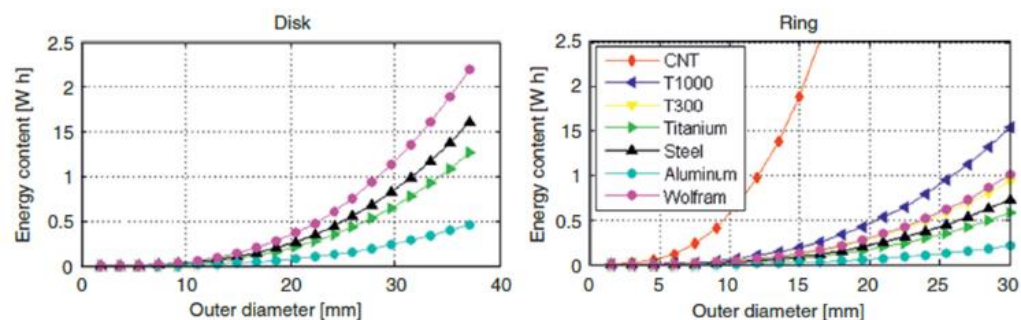 Disk
2.5
2
1.5
1
0.5
0
Energy content [W h]
0
10
20
30
40
Outer diameter [mm]
Ring
2.5
2
1.5
1
0.5
0
Energy content [W h]
CNT
T1000
T300
Titanium
Steel
Aluminum
Wolfram
0
5
10
15
20
25
30
Outer diameter [mm]